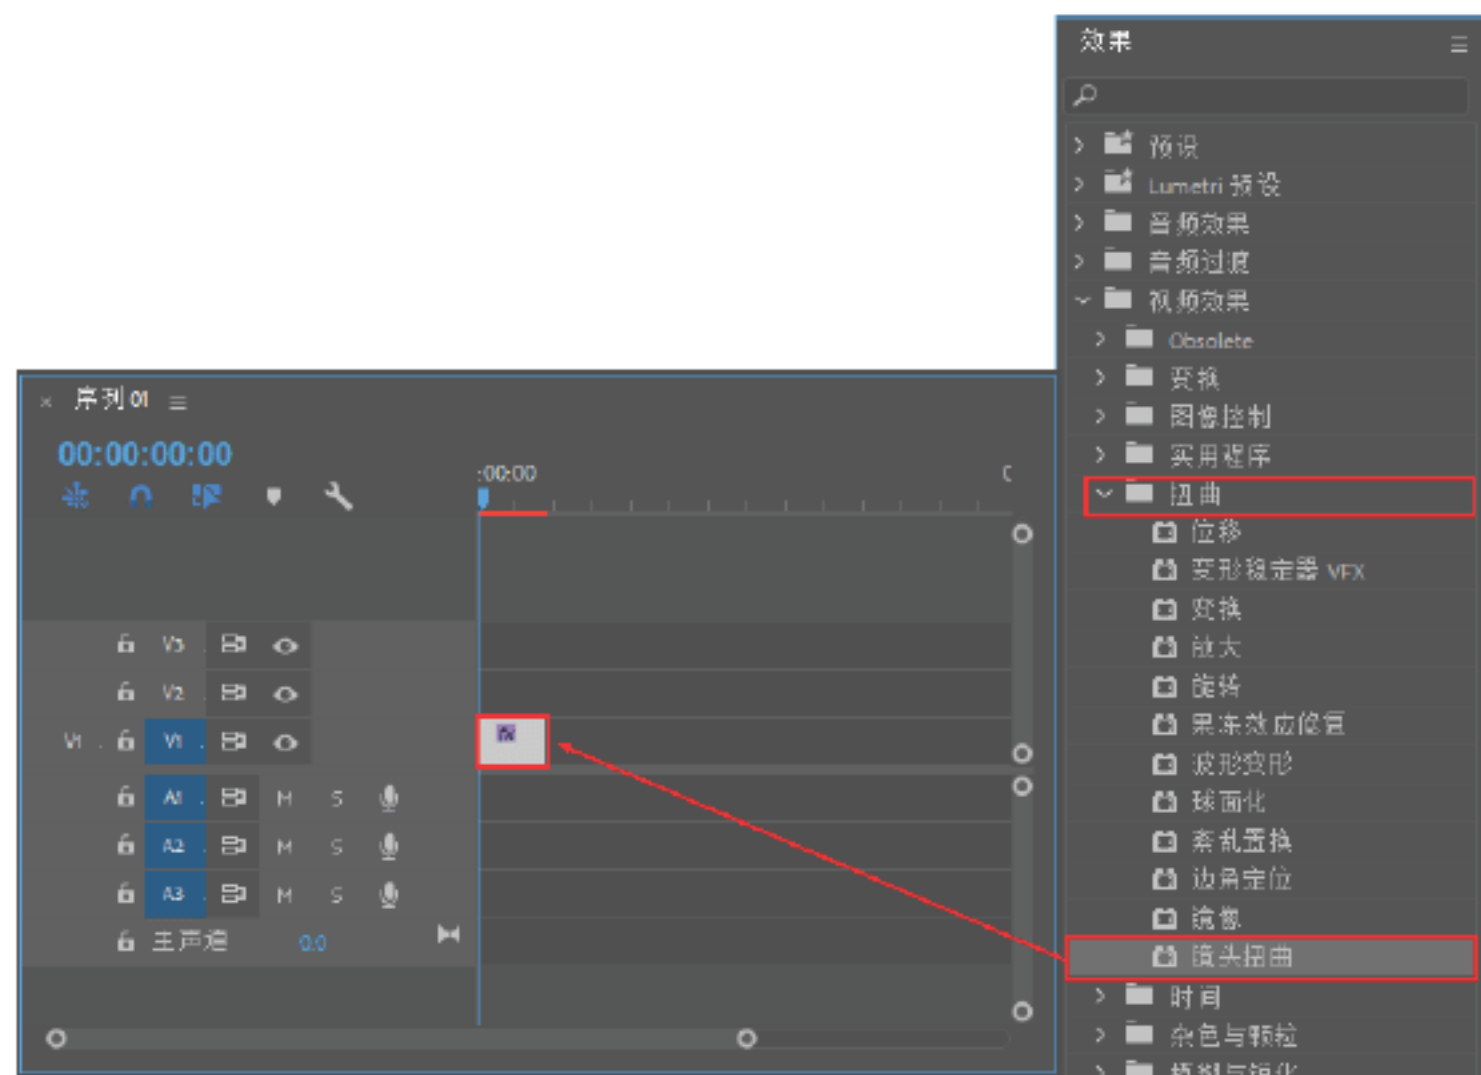 效果
预设
Lumetri 预设
音频效果
音频过渡
视频效果
Obsolete
变换
图像控制
实用程序
扭曲
位移
变形稳定器 VFX
变换
放大
旋转
果冻效应修复
波形变形
球面化
紊乱置换
边角定位
镜像
镜头扭曲
时间
杂色与颗粒
模糊与锐化
× 序列 01
00:00:00:00
:00:00
V3
V2
V1 V1
fx
A1 M S
A2 M S
A3 M S
主声道 0.0